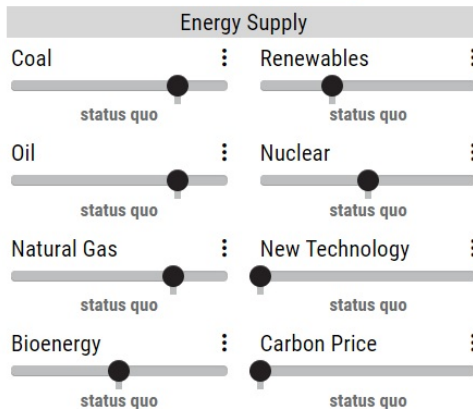 Energy Supply
Coal
Renewables
status quo
status quo
Oil
Nuclear
status quo
status quo
Natural Gas
New Technology
status quo
status quo
Bioenergy
Carbon Price
status quo
status quo